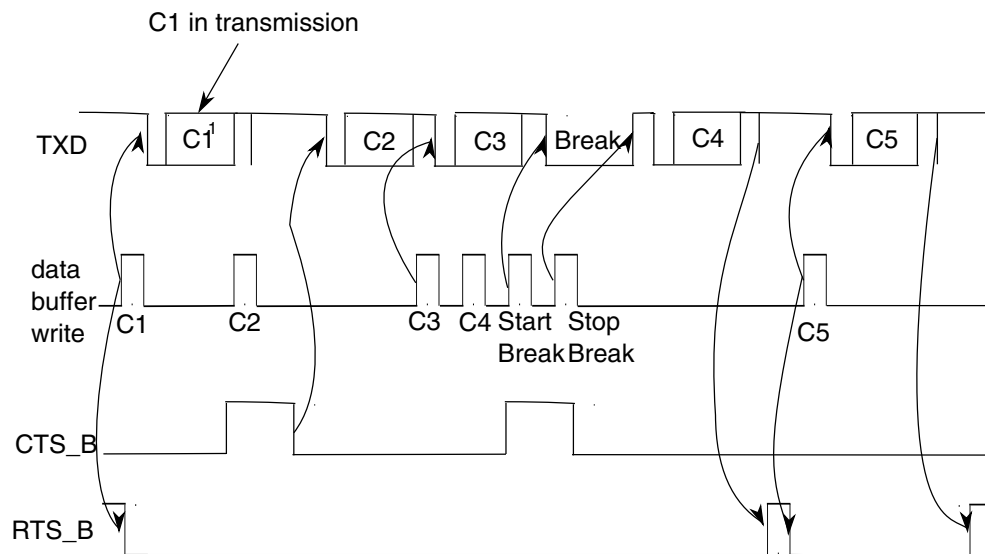 C1 in transmission
TXD
C1
1
C2
C3
Break
C4
C5
data
buffer
write
C1
C2
C3
C4
Start
Break
Stop
Break
C5
CTS_B
RTS_B